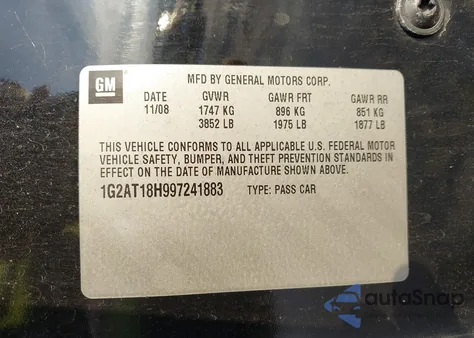 GM
MFD BY GENERAL MOTORS CORP.
DATE GVWR GAWR FRT GAWR RR
11/08 1747 KG 896 KG 851 KG
3852 LB 1975 LB 1877 LB
THIS VEHICLE CONFORMS TO ALL APPLICABLE U.S. FEDERAL MOTOR
VEHICLE SAFETY, BUMPER, AND THEFT PREVENTION STANDARDS IN
EFFECT ON THE DATE OF MANUFACTURE SHOWN ABOVE.
1G2AT18H997241883 TYPE: PASS CAR
autoSnap